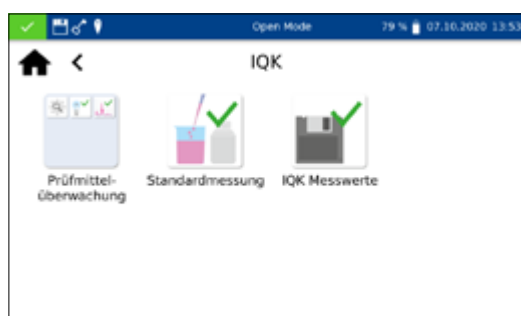 Open Mode 79 % 07.10.2020 13:53
IQK
Prüfmittel-
überwachung
Standardmessung
IQK Messwerte